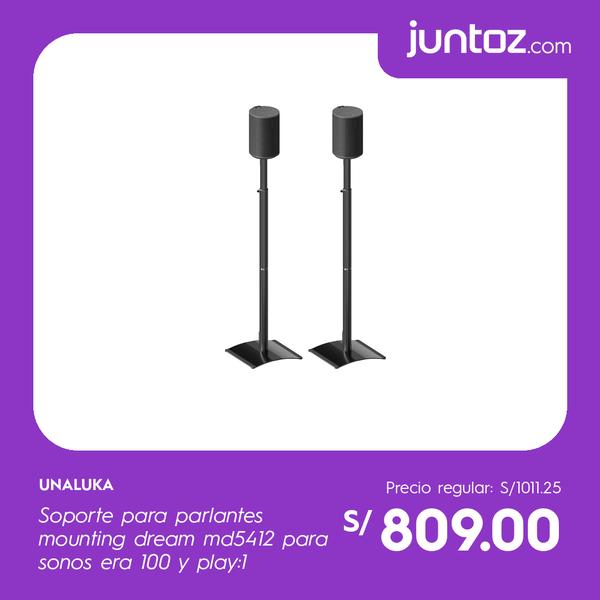 juntoz.com
UNALUKA
Soporte para parlantes
mounting dream md5412 para
sonos era 100 y play:1
Precio regular: S/1011.25
S/ 809.00